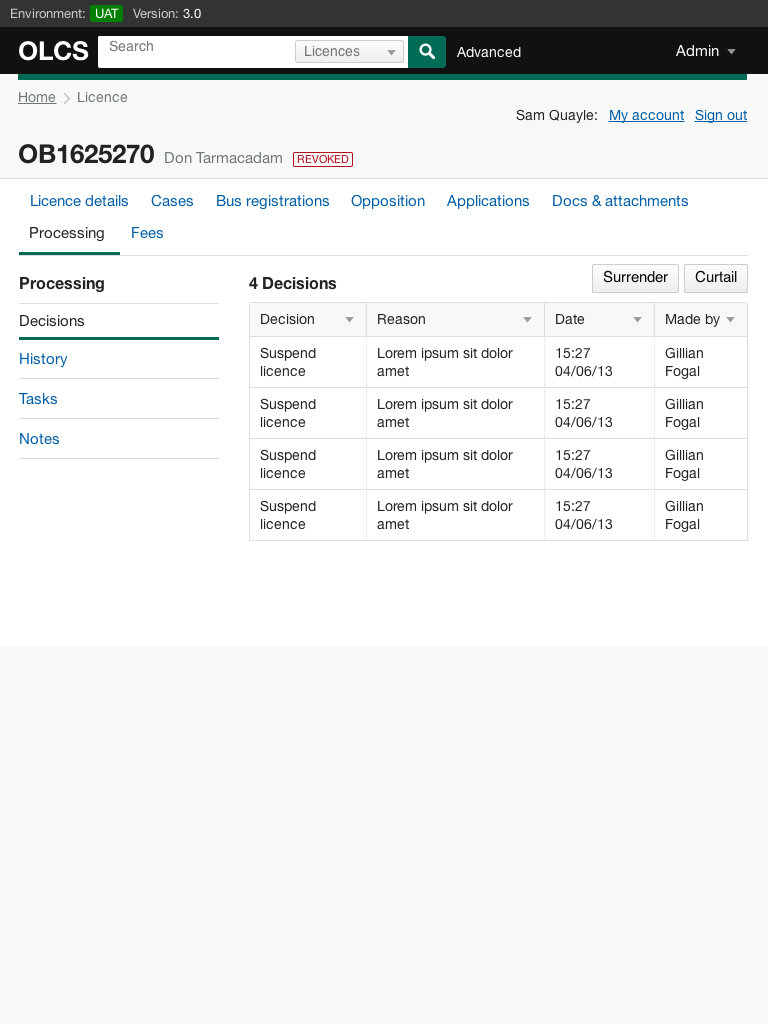 Environment: UAT Version: 3.0
OLCS Search Licences Advanced Admin
Home Licence
Sam Quayle: My account Sign out
OB1625270 Don Tarmacadam REVOKED
Licence details Cases Bus registrations Opposition Applications Docs & attachments
Processing Fees
Processing
Decisions
History
Tasks
Notes
4 Decisions Surrender Curtail
Decision Reason Date Made by
Suspend Lorem ipsum sit dolor 15:27 Gillian
licence amet 04/06/13 Fogal
Suspend Lorem ipsum sit dolor 15:27 Gillian
licence amet 04/06/13 Fogal
Suspend Lorem ipsum sit dolor 15:27 Gillian
licence amet 04/06/13 Fogal
Suspend Lorem ipsum sit dolor 15:27 Gillian
licence amet 04/06/13 Fogal